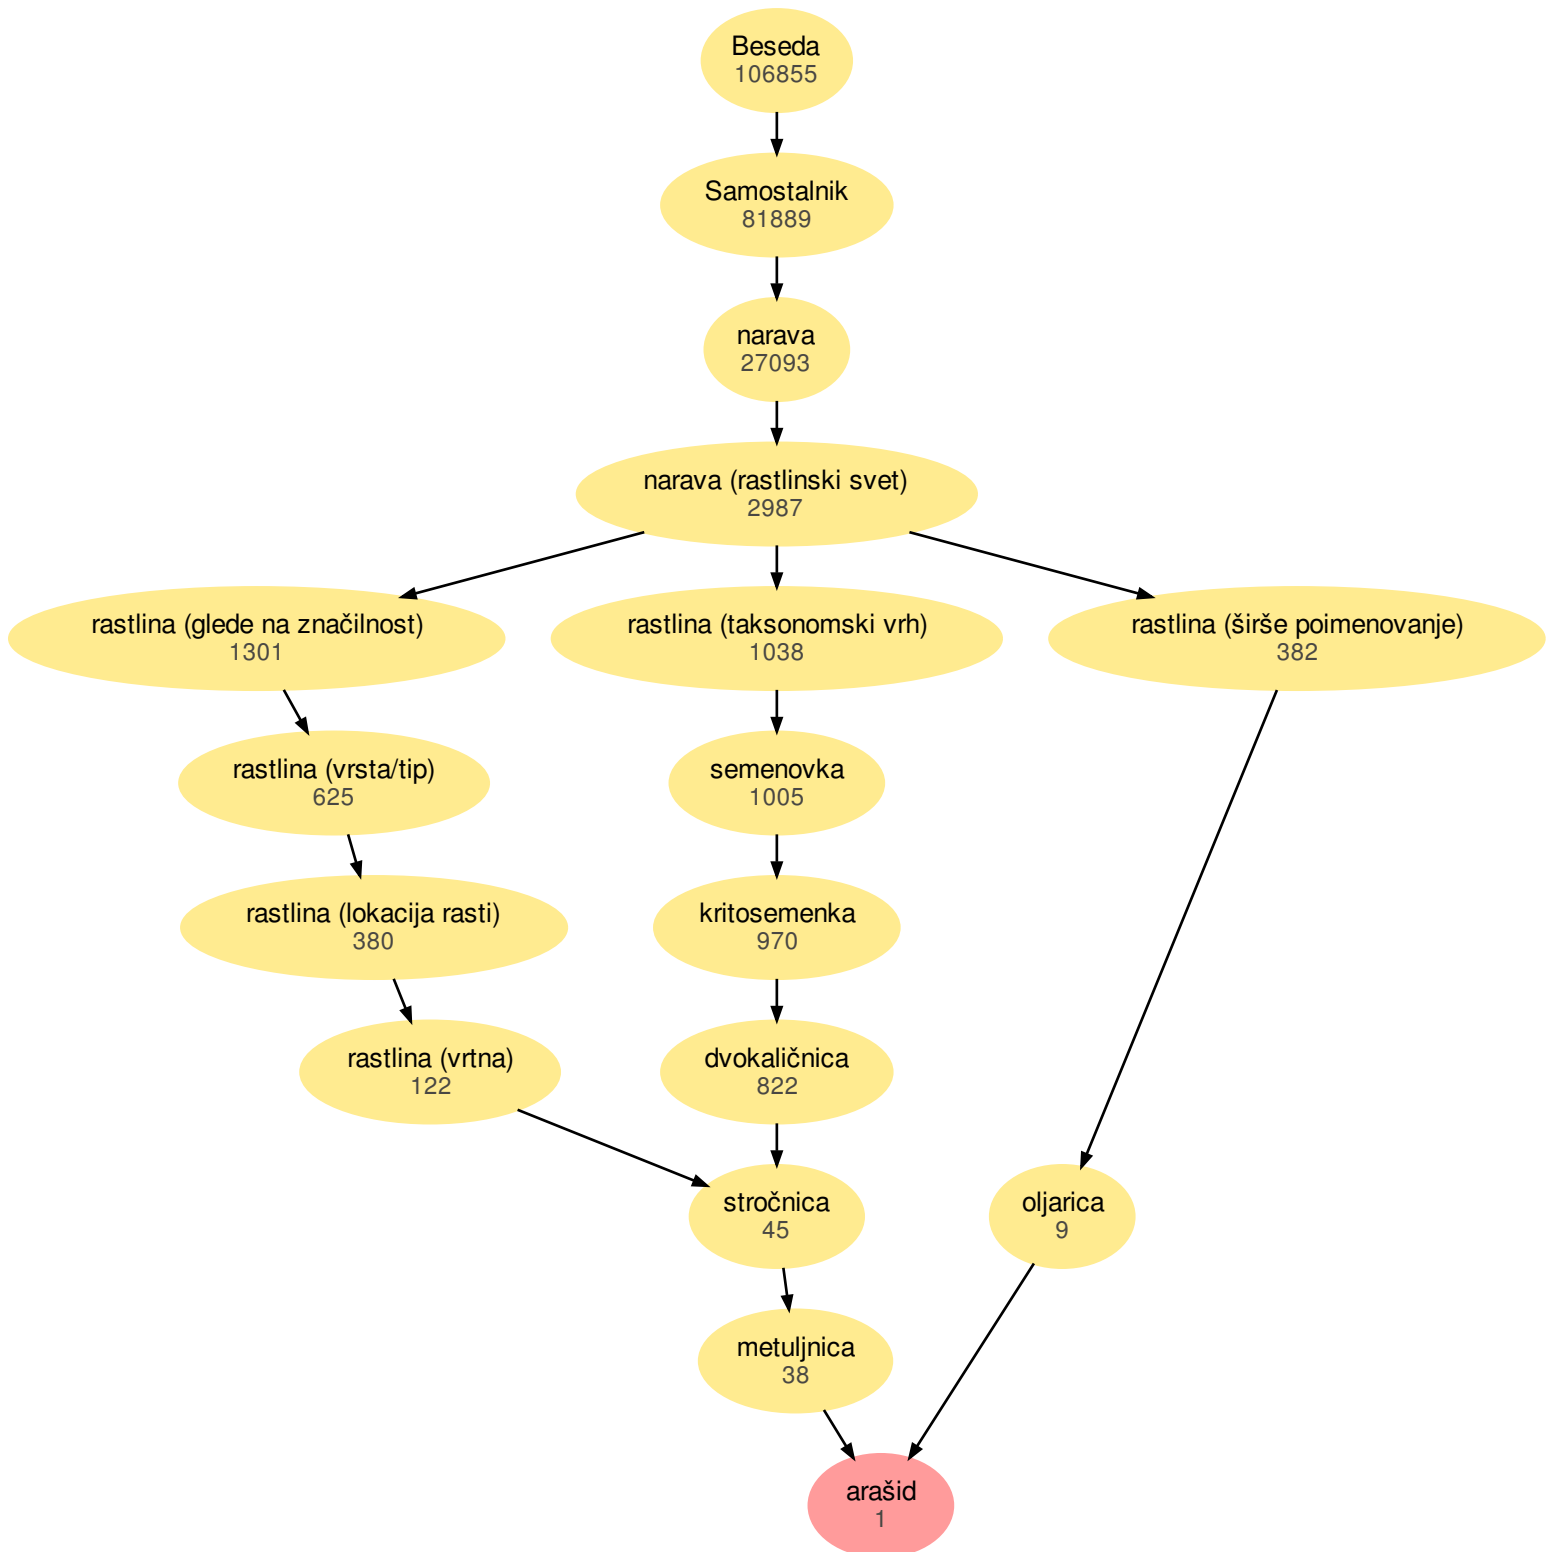 Beseda
106855
Samostalnik
81889
narava
27093
narava (rastlinski svet)
2987
rastlina (glede na značilnost)
1301
rastlina (taksonomski vrh)
1038
rastlina (širše poimenovanje)
382
rastlina (vrsta/tip)
625
semenovka
1005
rastlina (lokacija rasti)
380
kritosemenka
970
rastlina (vrtna)
122
dvokaličnica
822
stročnica
45
oljarica
9
metuljnica
38
arašid
1